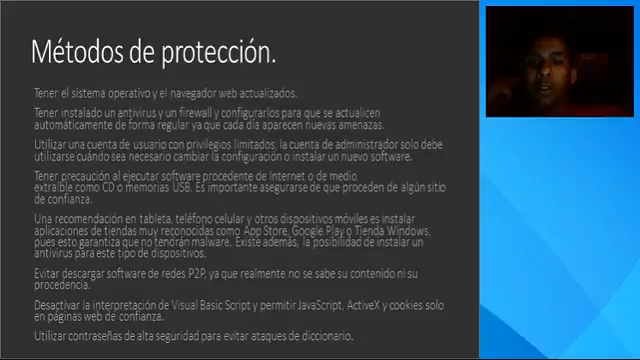 Métodos de protección.
Tener el sistema operativo y el navegador web actualizados.
Tener instalado un antivirus y un firewall y configurarlos para que se actualicen
automáticamente de forma regular ya que cada día aparecen nuevas amenazas.
Utilizar una cuenta de usuario con privilegios limitados, la cuenta de administrador solo debe
utilizarse cuándo sea necesario cambiar la configuración o instalar un nuevo software.
Tener precaución al ejecutar software procedente de Internet o de medio
extraíble como CD o memorias USB. Es importante asegurarse de que proceden de algún sitio
de confianza.
Una recomendación en tableta, teléfono celular y otros dispositivos móviles es instalar
aplicaciones de tiendas muy reconocidas como App Store, Google Play o Tienda Windows,
pues esto garantiza que no tendrán malware. Existe además, la posibilidad de instalar un
antivirus para este tipo de dispositivos.
Evitar descargar software de redes P2P, ya que realmente no se sabe su contenido ni su
procedencia.
Desactivar la interpretación de Visual Basic Script y permitir JavaScript, ActiveX y cookies solo
en páginas web de confianza.
Utilizar contraseñas de alta seguridad para evitar ataques de diccionario.